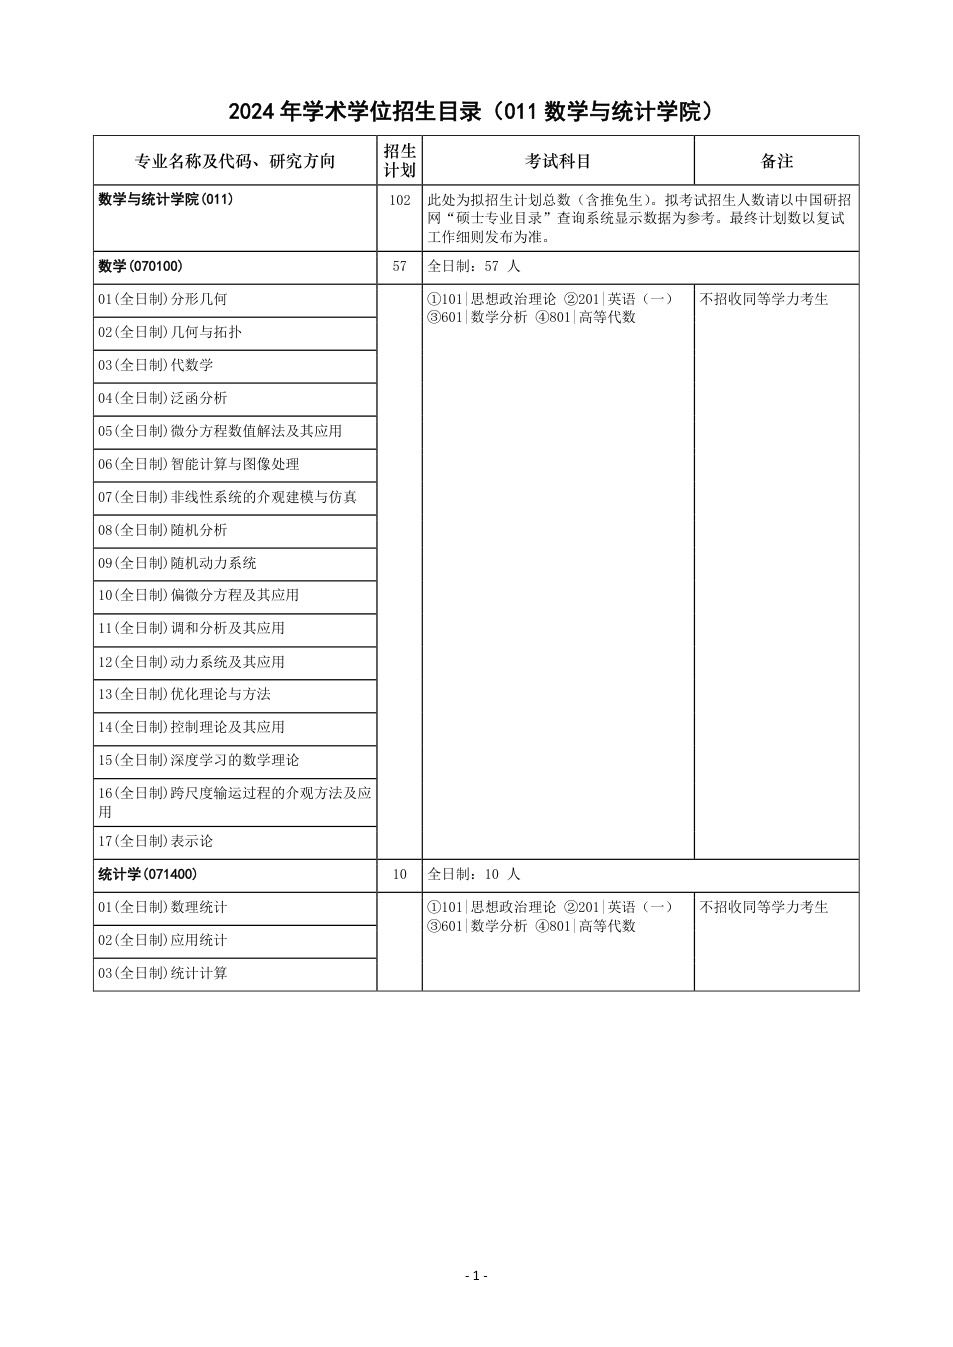 2024 年学术学位招生目录（011 数学与统计学院）
专业名称及代码、研究方向
招生
计划
考试科目
备注
数学与统计学院(011)
102
此处为拟招生计划总数（含推免生）。拟考试招生人数请以中国研招
网“硕士专业目录”查询系统显示数据为参考。最终计划数以复试
工作细则发布为准。
数学(070100)
57
全日制：57 人
01(全日制)分形几何
①101|思想政治理论 ②201|英语（一）
③601|数学分析 ④801|高等代数
不招收同等学力考生
02(全日制)几何与拓扑
03(全日制)代数学
04(全日制)泛函分析
05(全日制)微分方程数值解法及其应用
06(全日制)智能计算与图像处理
07(全日制)非线性系统的介观建模与仿真
08(全日制)随机分析
09(全日制)随机动力系统
10(全日制)偏微分方程及其应用
11(全日制)调和分析及其应用
12(全日制)动力系统及其应用
13(全日制)优化理论与方法
14(全日制)控制理论及其应用
15(全日制)深度学习的数学理论
16(全日制)跨尺度输运过程的介观方法及应
用
17(全日制)表示论
统计学(071400)
10
全日制：10 人
01(全日制)数理统计
①101|思想政治理论 ②201|英语（一）
③601|数学分析 ④801|高等代数
不招收同等学力考生
02(全日制)应用统计
03(全日制)统计计算
- 1 -